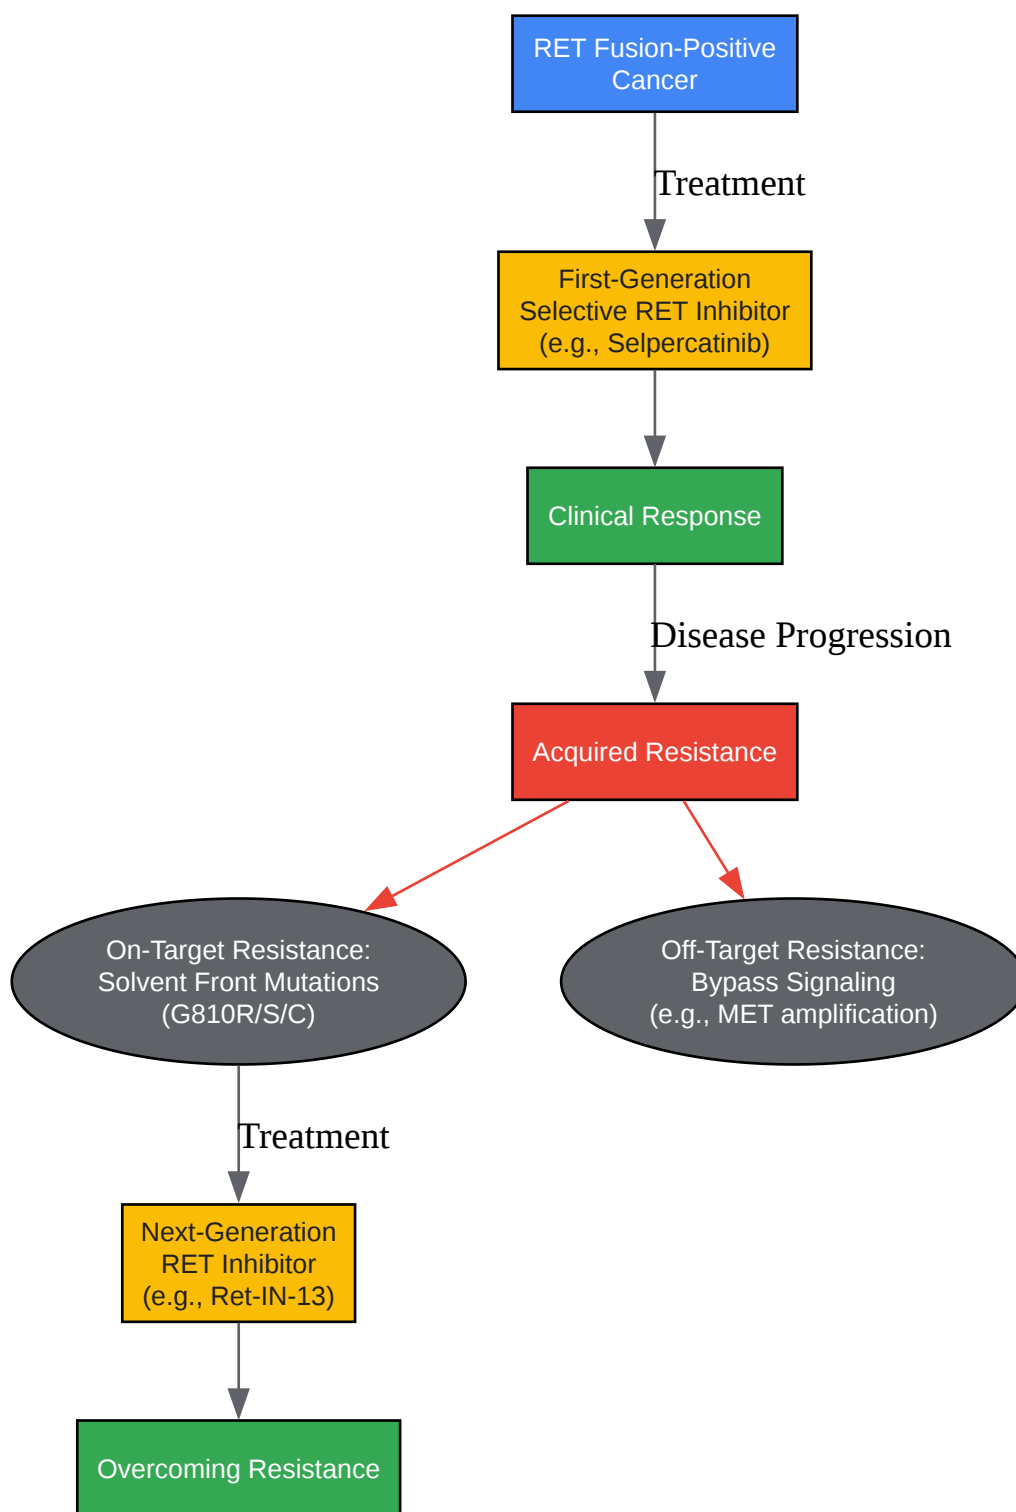 RET Fusion-Positive
Cancer
Treatment
First-Generation
Selective RET Inhibitor
(e.g., Selpercatinib)
Clinical Response
Disease Progression
Acquired Resistance
On-Target Resistance:
Solvent Front Mutations
(G810R/S/C)
Off-Target Resistance:
Bypass Signaling
(e.g., MET amplification)
Treatment
Next-Generation
RET Inhibitor
(e.g., Ret-IN-13)
Overcoming Resistance